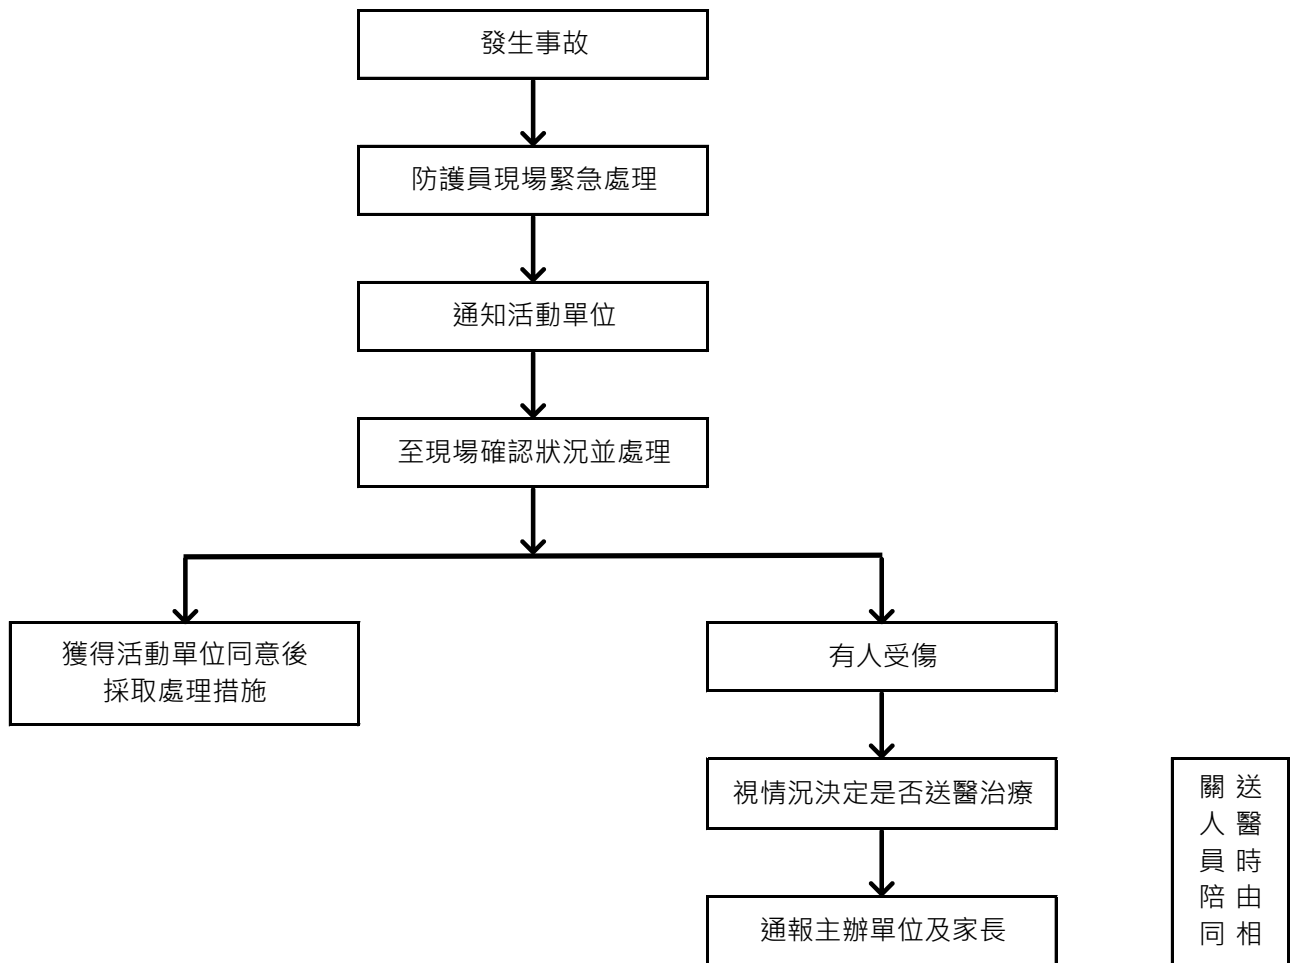 發生事故
防護員現場緊急處理
通知活動單位
至現場確認狀況並處理
獲得活動單位同意後
採取處理措施
有人受傷
視情況決定是否送醫治療
通報主辦單位及家長
送醫時由相
關人員陪同